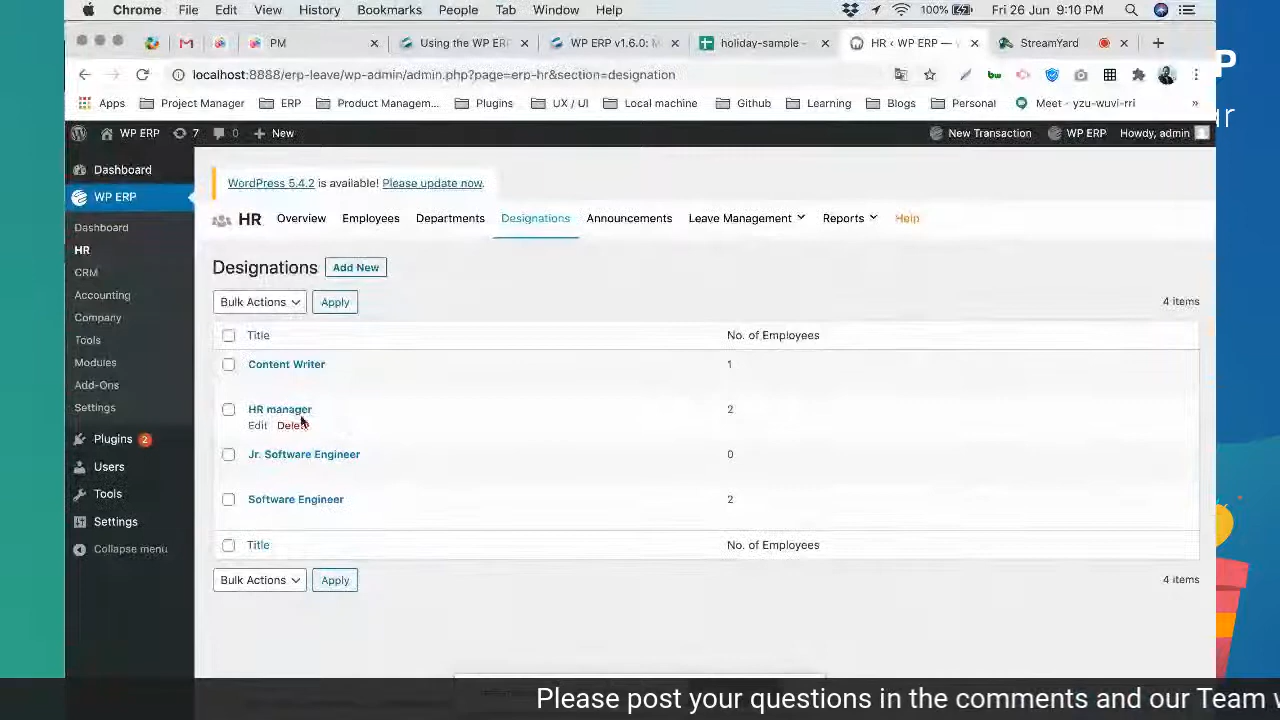 Chrome File Edit View History Bookmarks People Tab Window Help 100% Fri 26 Jun 9:10 PM
PM Using the WP ERP WP ERP v1.6.0: M holiday-sample - HR ‹ WP ERP — StreamYard
localhost:8888/erp-leave/wp-admin/admin.php?page=erp-hr&section=designation
Apps Project Manager ERP Product Managem... Plugins UX / UI Local machine Github Learning Blogs Personal Meet - yzu-wuvi-rri »
WP ERP 7 0 New New Transaction WP ERP Howdy, admin
Dashboard
WP ERP
Dashboard
HR
CRM
Accounting
Company
Tools
Modules
Add-Ons
Settings
Plugins 2
Users
Tools
Settings
Collapse menu
WordPress 5.4.2 is available! Please update now.
HR Overview Employees Departments Designations Announcements Leave Management Reports Help
Designations Add New
Bulk Actions Apply 4 items
Title No. of Employees
Content Writer 1
HR manager 2
Edit Delete
Jr. Software Engineer 0
Software Engineer 2
Title No. of Employees
Bulk Actions Apply 4 items
Please post your questions in the comments and our Team